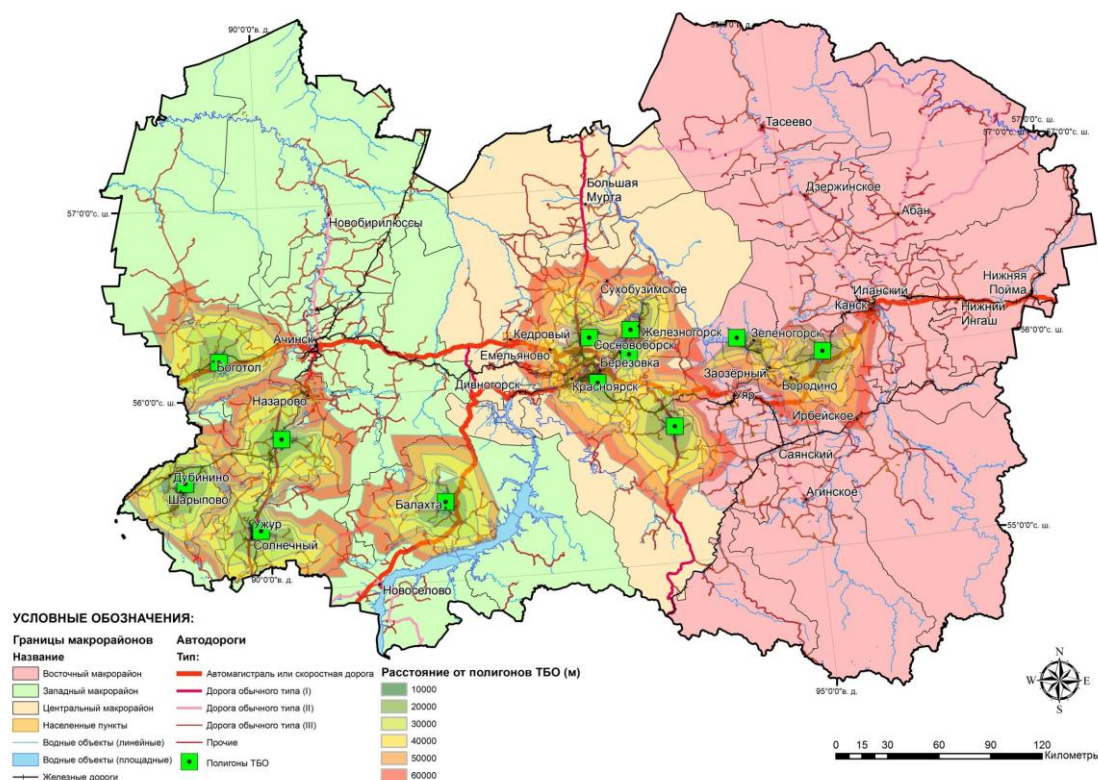 90°0'0"в. д.
57°0'0"с. ш.
57°0'0"с. ш.
Тасеево
Большая
Мурта
Дзержинское
Абан
57°0'0"с. ш.
Новобирилюссы
Нижняя
Пойма
Сухобузимское
Иланский
Канск
Нижний
Ингаш
Кедровый
Железногорск
Зеленогорск
56°0'0"с. ш.
Ачинск
Сосновоборск
Емельяново
Березовка
Боготол
Заозёрный
Дивногорск
Красноярск
Бородино
Назарово
Уяр
56°0'0"с. ш.
Ирбейское
Саянский
Дубинино
Шарыпово
Балахта
Агинское
Ужур
Солнечный
55°0'0"с. ш.
90°0'0"в. д.
Новоселово
95°0'0"в. д.
УСЛОВНЫЕ ОБОЗНАЧЕНИЯ:
Границы макрорайонов
Название
Восточный макрорайон
Западный макрорайон
Центральный макрорайон
Населенные пункты
Водные объекты (линейные)
Водные объекты (площадные)
Железные дороги
Автодороги
Тип:
Автомагистраль или скоростная дорога
Дорога обычного типа (I)
Дорога обычного типа (II)
Дорога обычного типа (III)
Прочие
Полигоны ТБО
Расстояние от полигонов ТБО (м)
10000
20000
30000
40000
50000
60000
N
W E
S
0 15 30 60 90 120
Километры